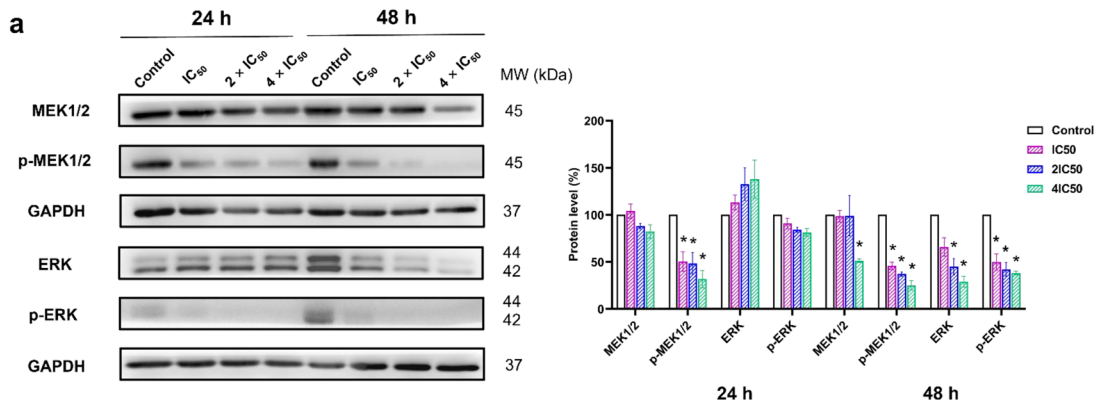 a
24 h 48 h
Control IC50 2 × IC50 4 × IC50 Control IC50 2 × IC50 4 × IC50
MW (kDa)
MEK1/2 45
p-MEK1/2 45
GAPDH 37
ERK 44
42
p-ERK 44
42
GAPDH 37
Protein level (%)
200
150
100
50
0
Control
IC50
2IC50
4IC50
* * * * * * * * * * * *
MEK1/2 p-MEK1/2 ERK p-ERK MEK1/2 p-MEK1/2 ERK p-ERK
24 h 48 h